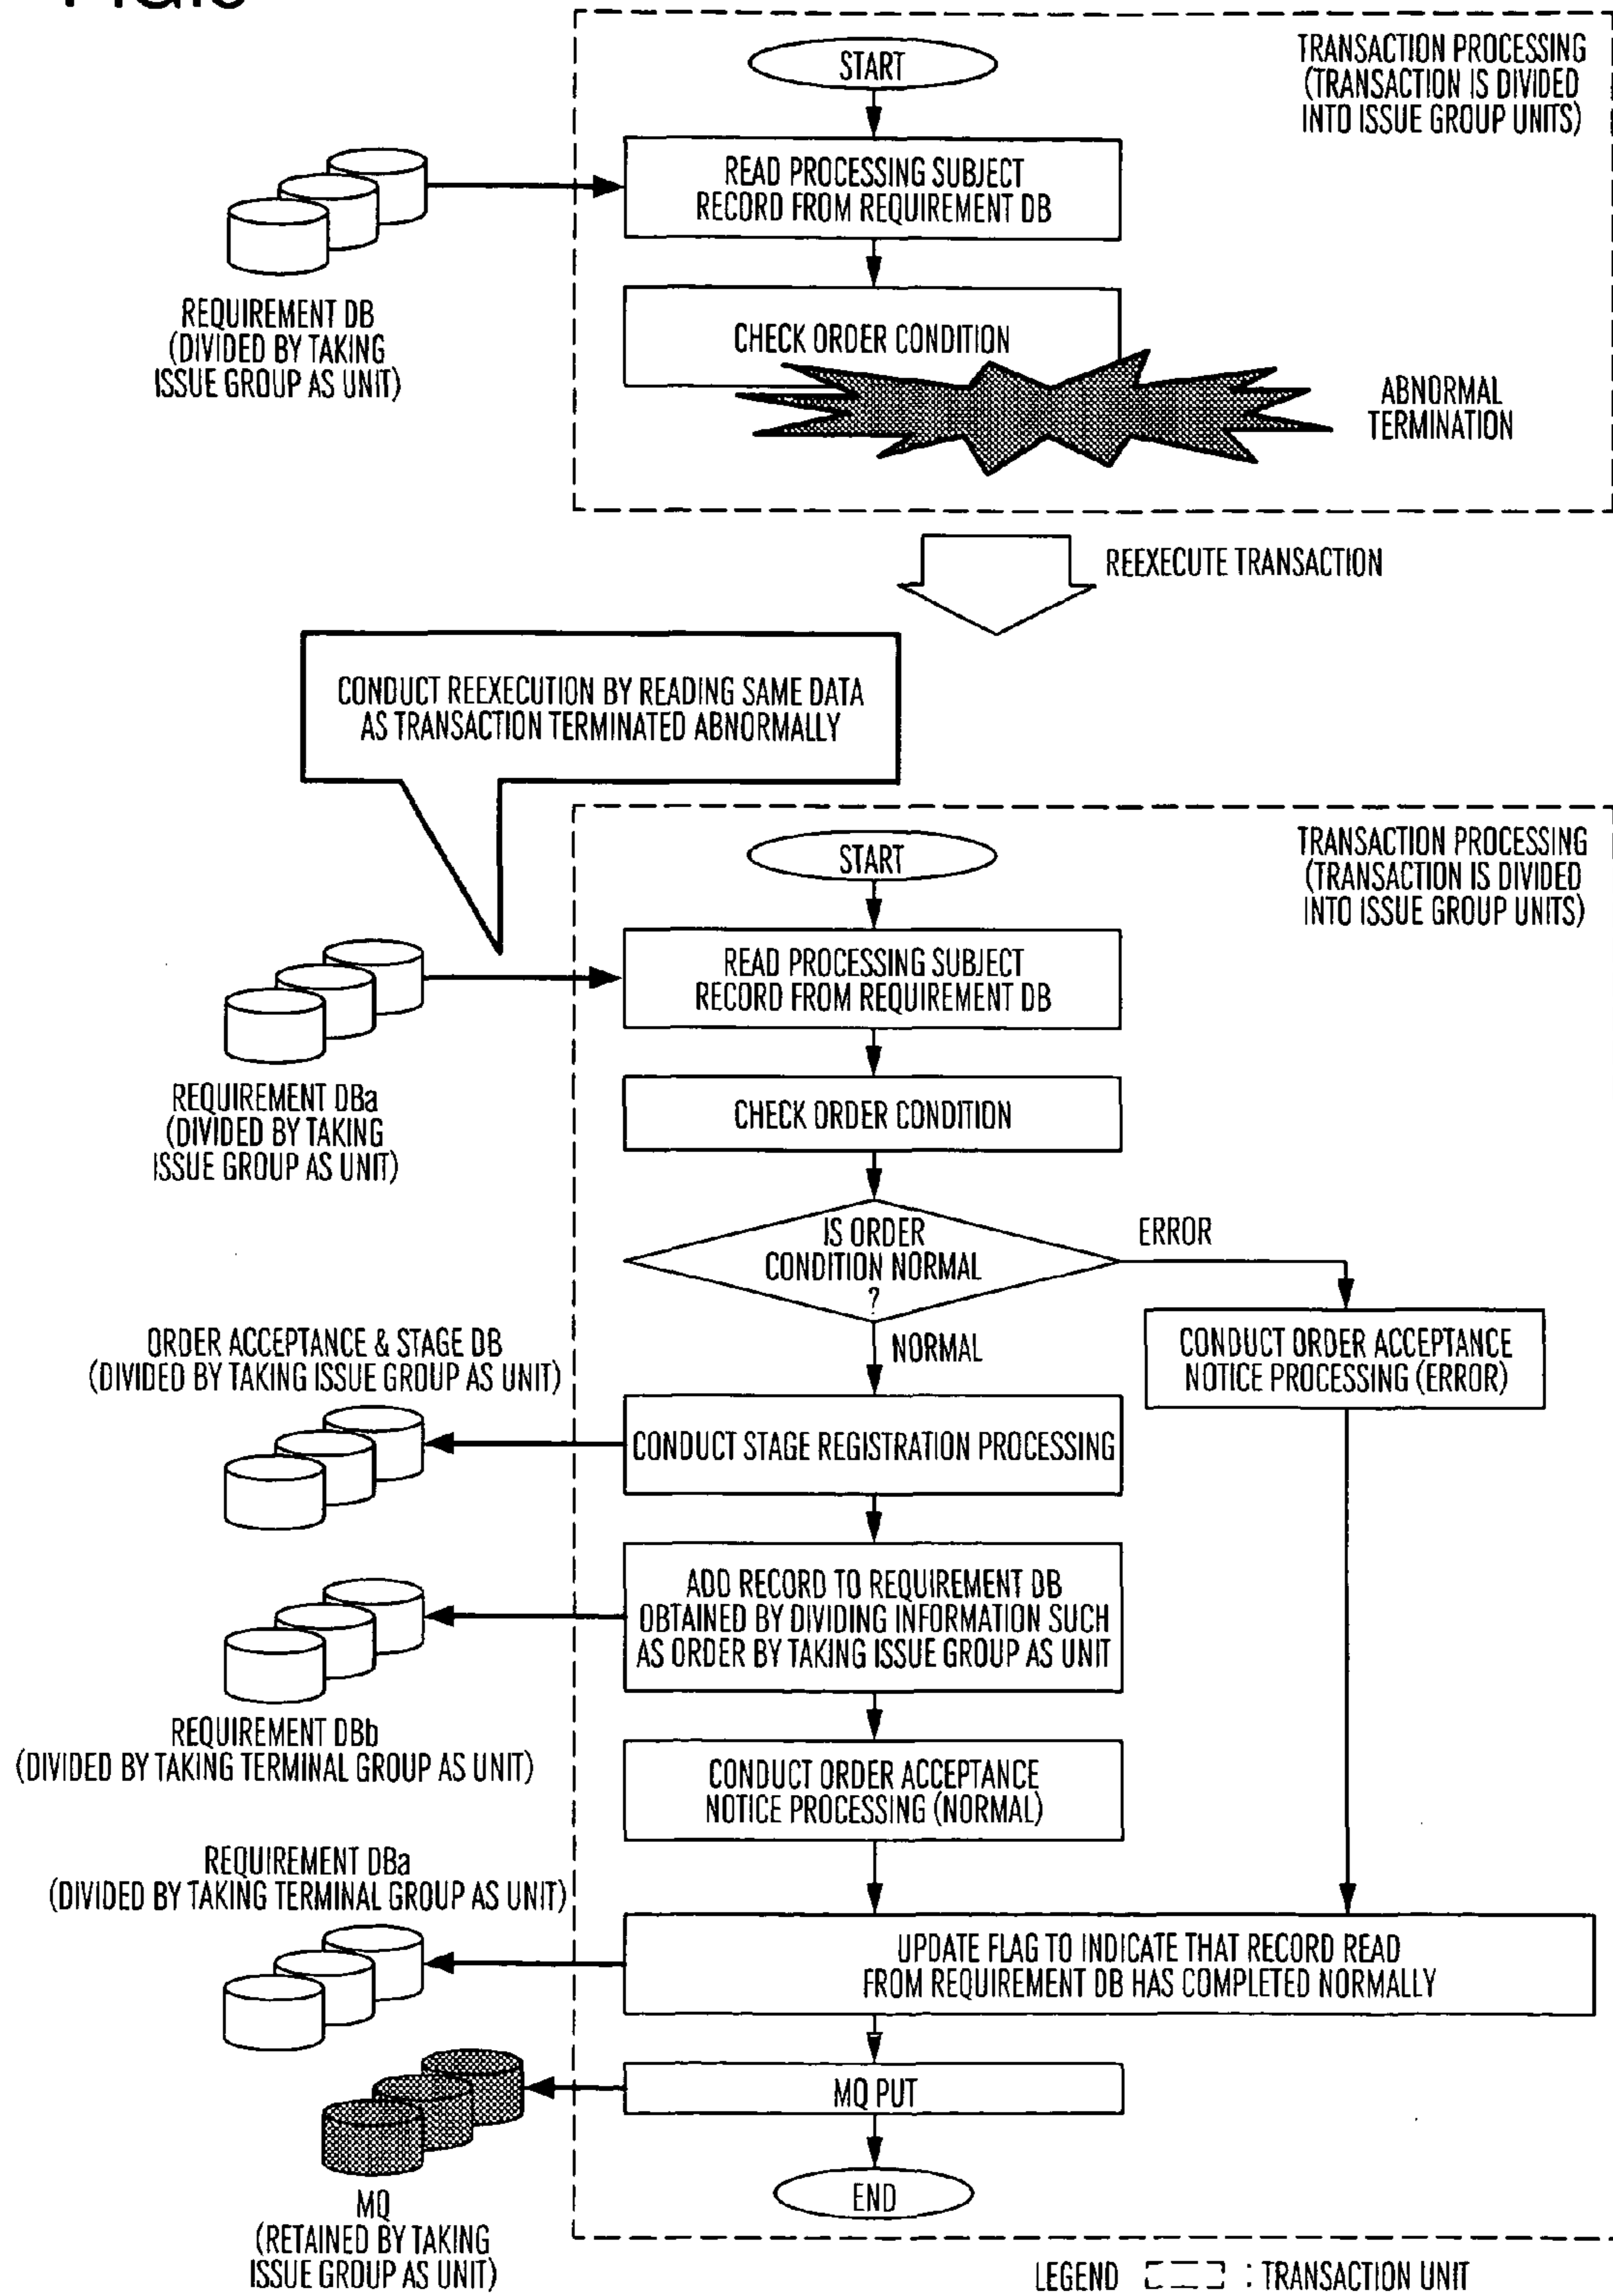 START
TRANSACTION PROCESSING
(TRANSACTION IS DIVIDED
INTO ISSUE GROUP UNITS)
READ PROCESSING SUBJECT
RECORD FROM REQUIREMENT DB
REQUIREMENT DB
(DIVIDED BY TAKING
ISSUE GROUP AS UNIT)
CHECK ORDER CONDITION
ABNORMAL
TERMINATION
REEXECUTE TRANSACTION
CONDUCT REEXECUTION BY READING SAME DATA
AS TRANSACTION TERMINATED ABNORMALLY
START
TRANSACTION PROCESSING
(TRANSACTION IS DIVIDED
INTO ISSUE GROUP UNITS)
READ PROCESSING SUBJECT
RECORD FROM REQUIREMENT DB
REQUIREMENT DBa
(DIVIDED BY TAKING
ISSUE GROUP AS UNIT)
CHECK ORDER CONDITION
IS ORDER
CONDITION NORMAL
?
ERROR
NORMAL
CONDUCT ORDER ACCEPTANCE
NOTICE PROCESSING (ERROR)
ORDER ACCEPTANCE & STAGE DB
(DIVIDED BY TAKING ISSUE GROUP AS UNIT)
CONDUCT STAGE REGISTRATION PROCESSING
ADD RECORD TO REQUIREMENT DB
OBTAINED BY DIVIDING INFORMATION SUCH
AS ORDER BY TAKING ISSUE GROUP AS UNIT
REQUIREMENT DBb
(DIVIDED BY TAKING TERMINAL GROUP AS UNIT)
CONDUCT ORDER ACCEPTANCE
NOTICE PROCESSING (NORMAL)
REQUIREMENT DBa
(DIVIDED BY TAKING TERMINAL GROUP AS UNIT)
UPDATE FLAG TO INDICATE THAT RECORD READ
FROM REQUIREMENT DB HAS COMPLETED NORMALLY
MQ PUT
MQ
(RETAINED BY TAKING
ISSUE GROUP AS UNIT)
END
LEGEND : TRANSACTION UNIT